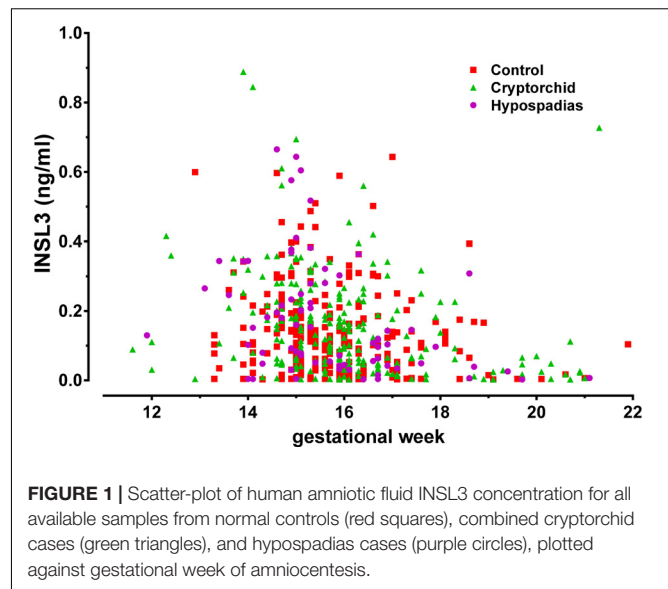 1.0
0.8
0.6
0.4
0.2
0.0
INSL3 (ng/ml)
Control
Cryptorchid
Hypospadias
12 14 16 18 20 22
gestational week
FIGURE 1 | Scatter-plot of human amniotic fluid INSL3 concentration for all
available samples from normal controls (red squares), combined cryptorchid
cases (green triangles), and hypospadias cases (purple circles), plotted
against gestational week of amniocentesis.